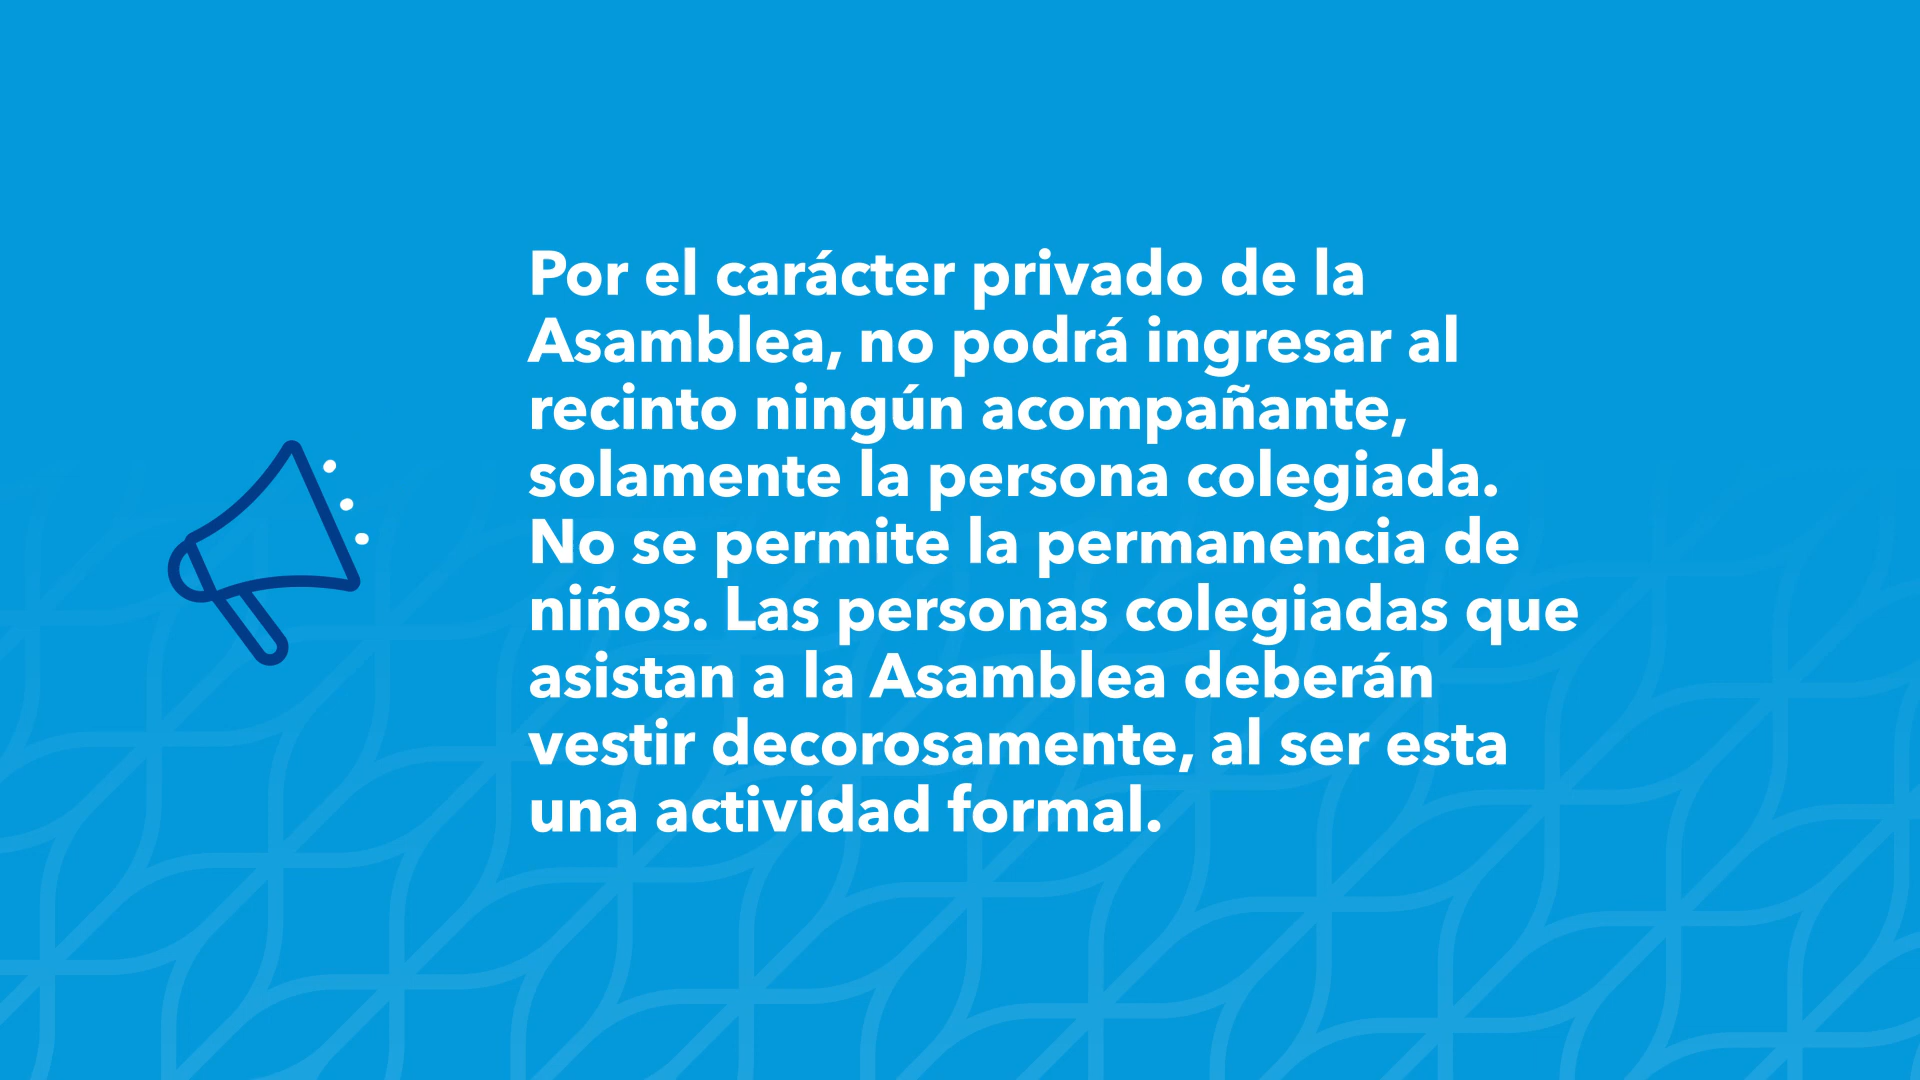 Por el carácter privado de la
Asamblea, no podrá ingresar al
recinto ningún acompañante,
solamente la persona colegiada.
No se permite la permanencia de
niños. Las personas colegiadas que
asistan a la Asamblea deberán
vestir decorosamente, al ser esta
una actividad formal.